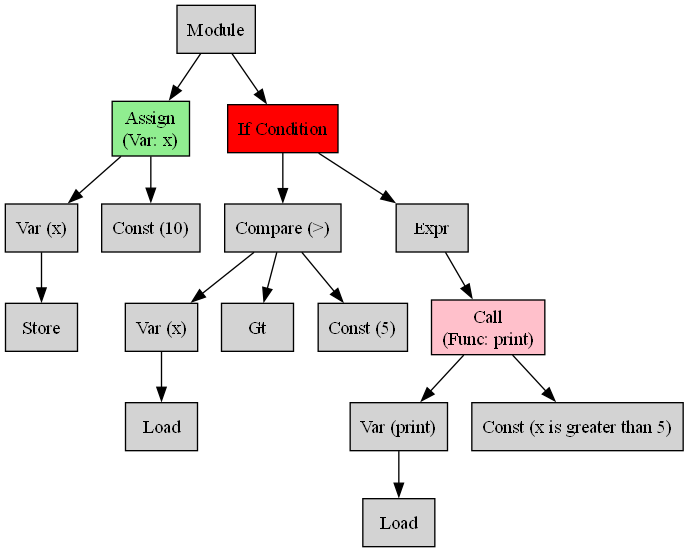 Module
Assign
(Var: x)
If Condition
Var (x)
Const (10)
Compare (>)
Expr
Store
Var (x)
Gt
Const (5)
Call
(Func: print)
Load
Var (print)
Const (x is greater than 5)
Load